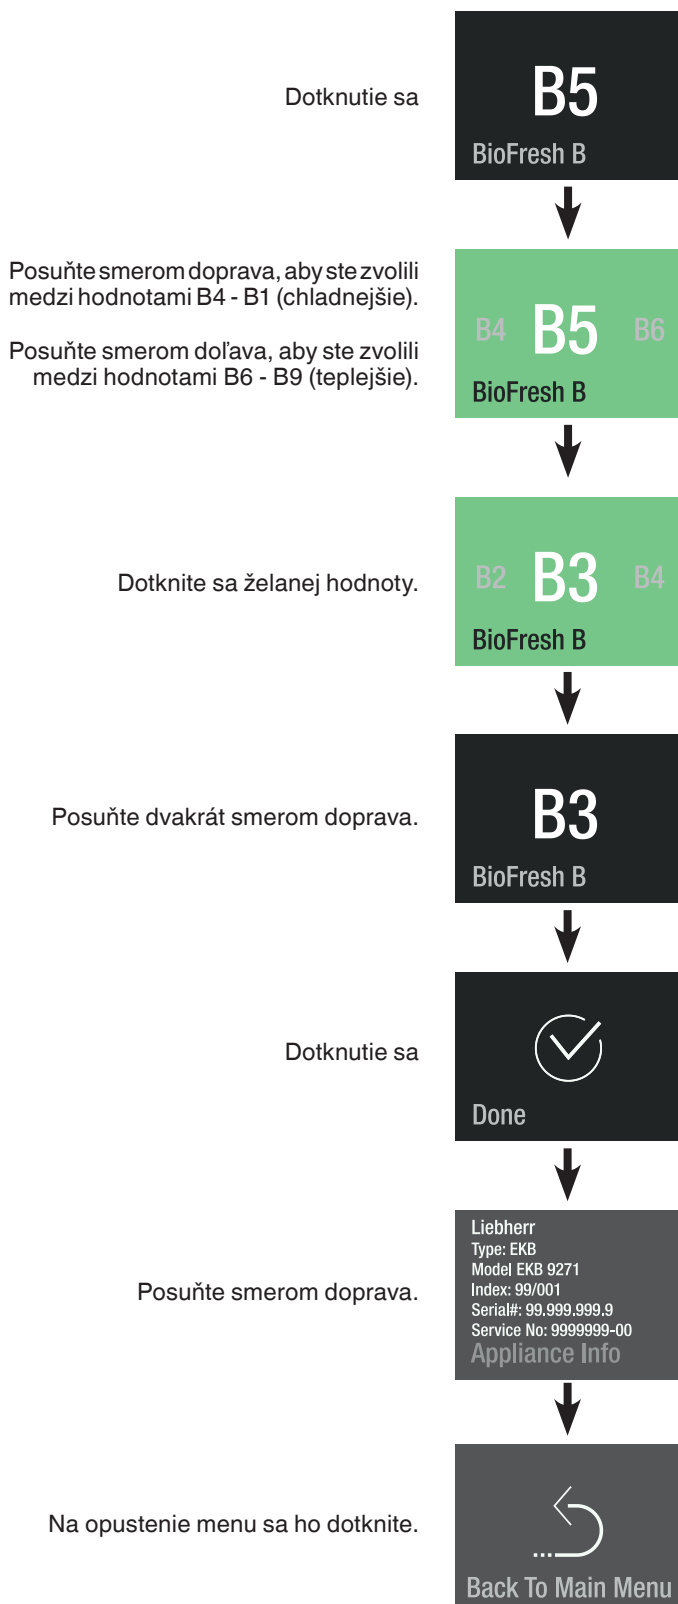 Dotknutie sa
B5
BioFresh B
Posuňte smerom doprava, aby ste zvolili
medzi hodnotami B4 - B1 (chladnejšie).
Posuňte smerom doľava, aby ste zvolili
medzi hodnotami B6 - B9 (teplejšie).
B4 B5 B6
BioFresh B
Dotknite sa želanej hodnoty.
B2 B3 B4
BioFresh B
Posuňte dvakrát smerom doprava.
B3
BioFresh B
Dotknutie sa
Done
Posuňte smerom doprava.
Liebherr
Type: EKB
Model EKB 9271
Index: 99/001
Serial#: 99.999.999.9
Service No: 9999999-00
Appliance Info
Na opustenie menu sa ho dotknite.
Back To Main Menu